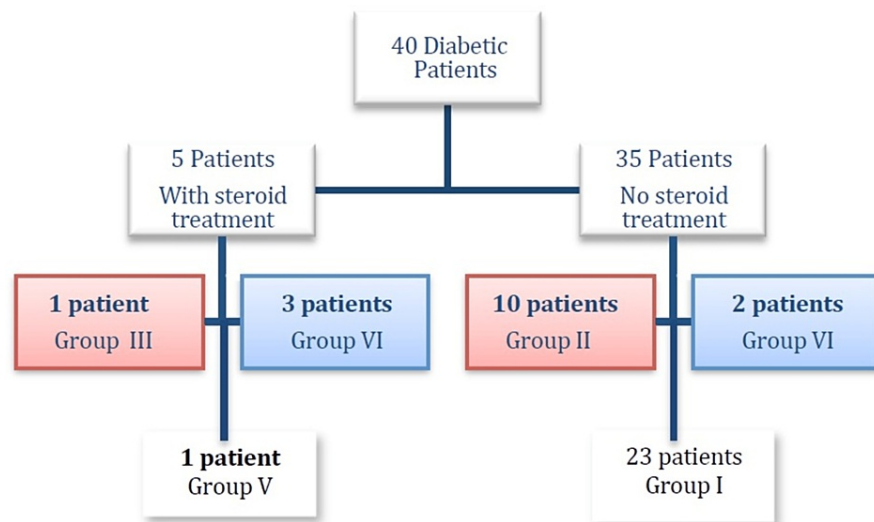 40 Diabetic
Patients
5 Patients
With steroid
treatment
35 Patients
No steroid
treatment
1 patient
Group III
3 patients
Group VI
10 patients
Group II
2 patients
Group VI
1 patient
Group V
23 patients
Group I